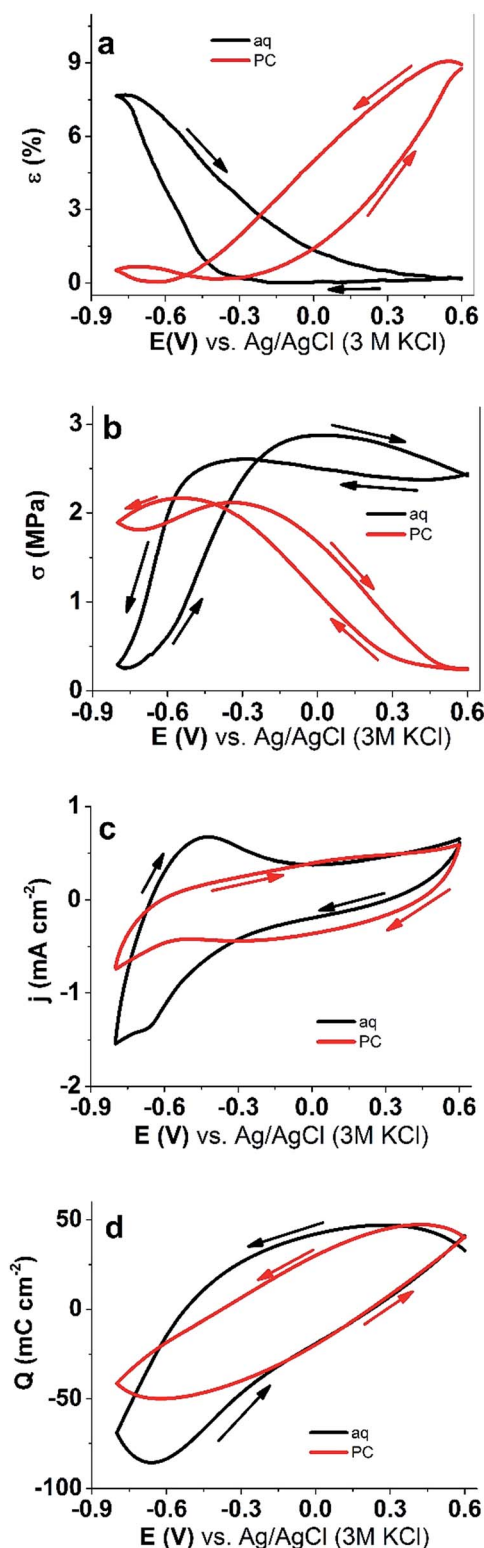 a
aq
PC
9
6
3
0
ε (%)
-0.9 -0.6 -0.3 0.0 0.3 0.6
E(V) vs. Ag/AgCl (3 M KCl)
b
3
2
1
0
σ (MPa)
aq
PC
-0.9 -0.6 -0.3 0.0 0.3 0.6
E (V) vs. Ag/AgCl (3M KCl)
c
1
0
-1
-2
j (mA cm-2)
aq
PC
-0.9 -0.6 -0.3 0.0 0.3 0.6
E (V) vs. Ag/AgCl (3M KCl)
d
50
0
-50
-100
Q (mC cm-2)
aq
PC
-0.9 -0.6 -0.3 0.0 0.3 0.6
E (V) vs. Ag/AgCl (3M KCl)